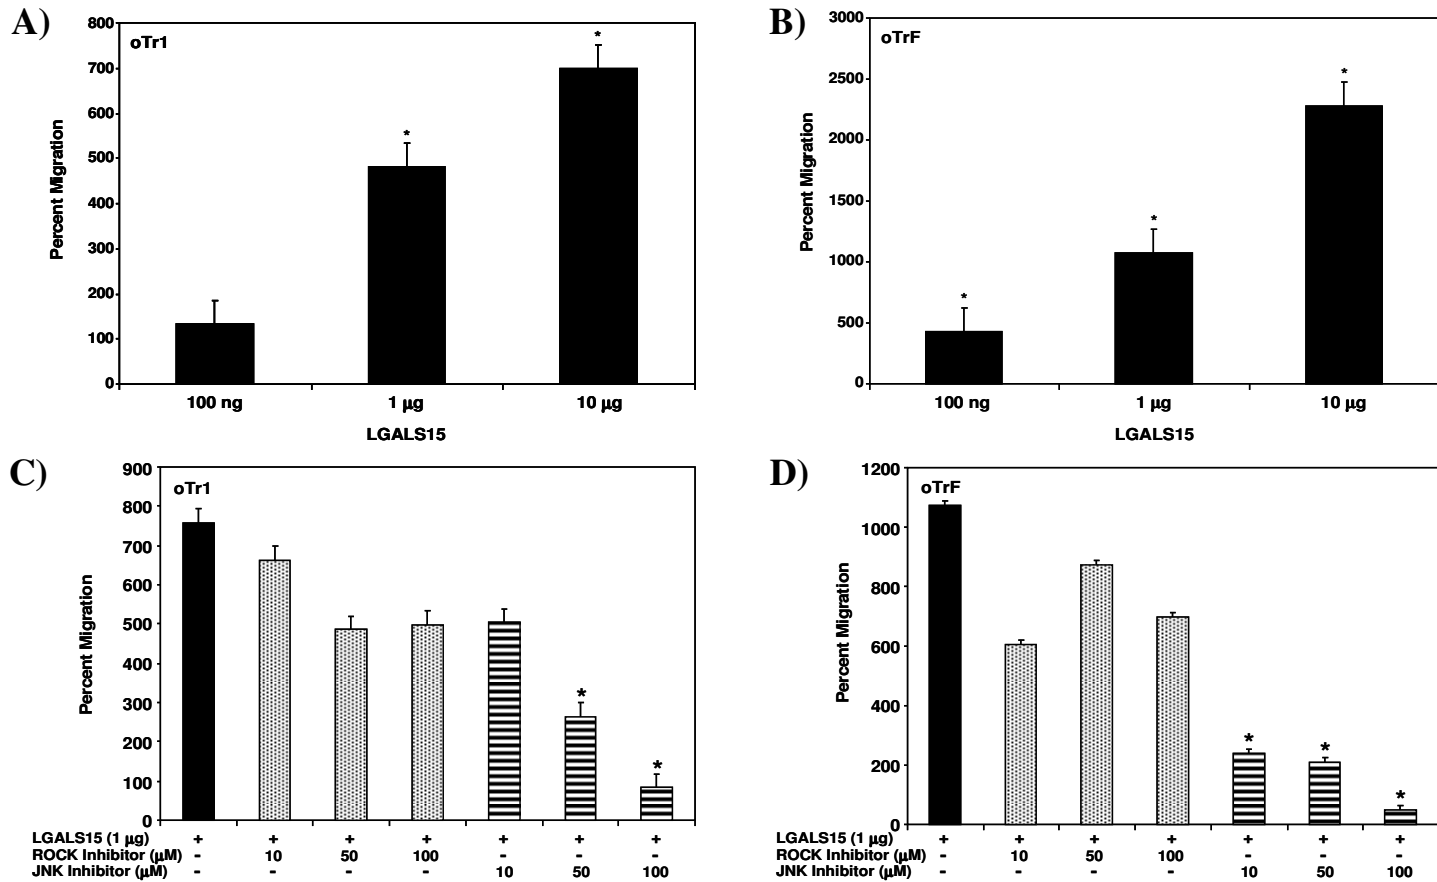 A)
oTr1
800
700
600
500
400
300
200
100
0
Percent Migration
*
*
100 ng 1 µg 10 µg
LGALS15
B)
oTrF
3000
2500
2000
1500
1000
500
0
Percent Migration
*
*
*
100 ng 1 µg 10 µg
LGALS15
C)
oTr1
900
800
700
600
500
400
300
200
100
0
Percent Migration
*
*
LGALS15 (1 µg) + + + + + + +
ROCK Inhibitor (µM) - 10 50 100 - - -
JNK Inhibitor (µM) - - - - 10 50 100
D)
oTrF
1200
1000
800
600
400
200
0
Percent Migration
*
*
*
LGALS15 (1 µg) + + + + + + +
ROCK Inhibitor (µM) - 10 50 100 - - -
JNK Inhibitor (µM) - - - - 10 50 100